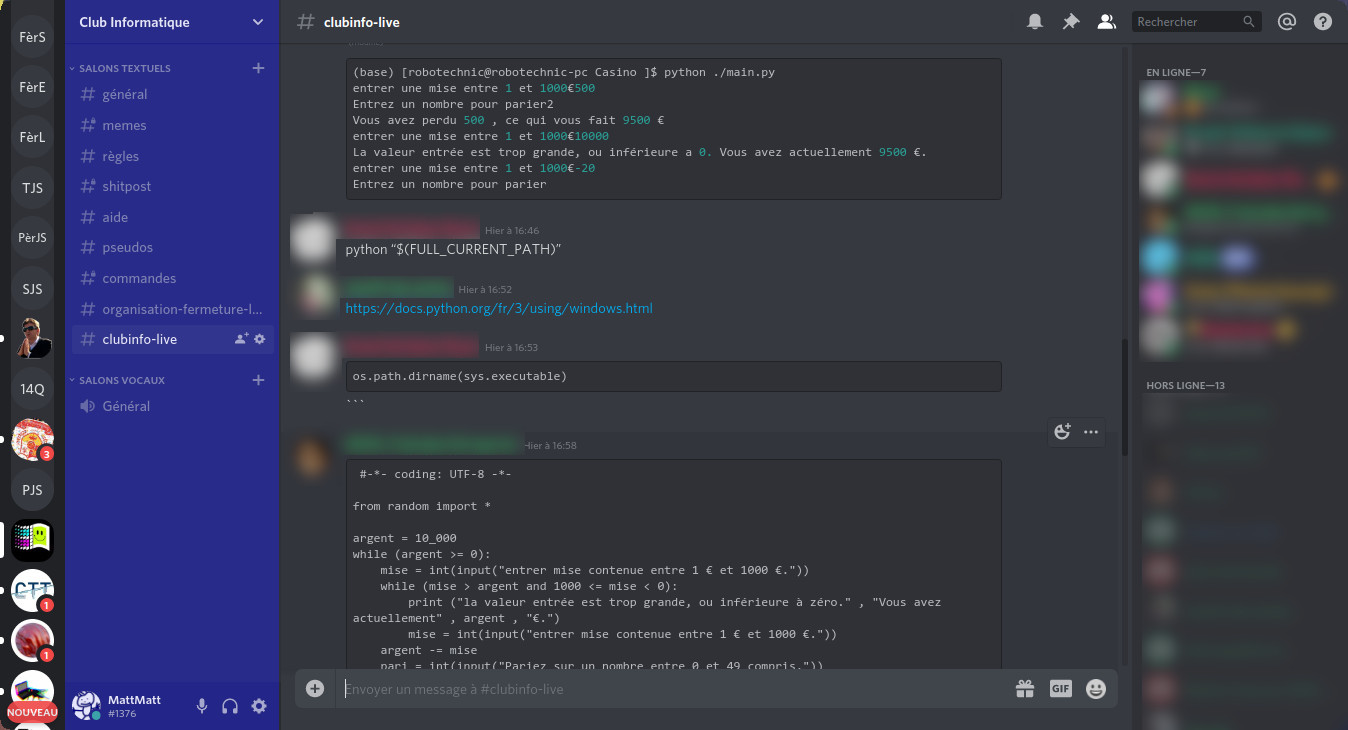 FèrS
FèrE
FèrL
TJS
PèrJS
SJS
14Q
3
PJS
CTT
1
1
NOUVEAU
Club Informatique
SALONS TEXTUELS
général
memes
règles
shitpost
aide
pseudos
commandes
organisation-fermeture-l...
clubinfo-live
SALONS VOCAUX
Général
MattMatt
#1376
clubinfo-live
Rechercher
(base) [robotechnic@robotechnic-pc Casino ]$ python ./main.py
entrer une mise entre 1 et 1000€500
Entrez un nombre pour parier2
Vous avez perdu 500 , ce qui vous fait 9500 €
entrer une mise entre 1 et 1000€10000
La valeur entrée est trop grande, ou inférieure a 0. Vous avez actuellement 9500 €.
entrer une mise entre 1 et 1000€-20
Entrez un nombre pour parier
Hier à 16:46
python “$(FULL_CURRENT_PATH)”
Hier à 16:52
https://docs.python.org/fr/3/using/windows.html
Hier à 16:53
os.path.dirname(sys.executable)
```
Hier à 16:58
#-*- coding: UTF-8 -*-
from random import *
argent = 10_000
while (argent >= 0):
mise = int(input("entrer mise contenue entre 1 € et 1000 €."))
while (mise > argent and 1000 <= mise < 0):
print ("la valeur entrée est trop grande, ou inférieure à zéro." , "Vous avez
actuellement" , argent , "€.")
mise = int(input("entrer mise contenue entre 1 € et 1000 €."))
argent -= mise
pari = int(input("Pariez sur un nombre entre 0 et 49 compris."))
Envoyer un message à #clubinfo-live
GIF
EN LIGNE—7
HORS LIGNE—13